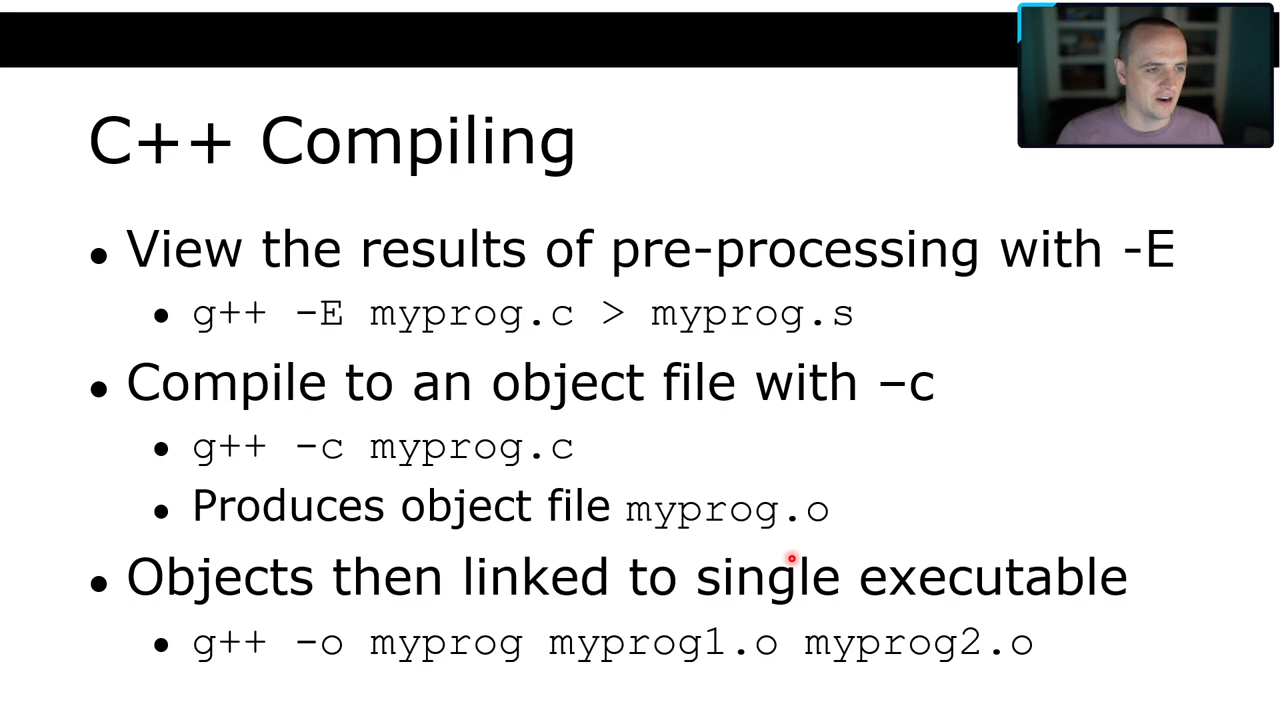 C++ Compiling
• View the results of pre-processing with -E
• g++ -E myprog.c > myprog.s
• Compile to an object file with –c
• g++ -c myprog.c
• Produces object file myprog.o
• Objects then linked to single executable
• g++ -o myprog myprog1.o myprog2.o